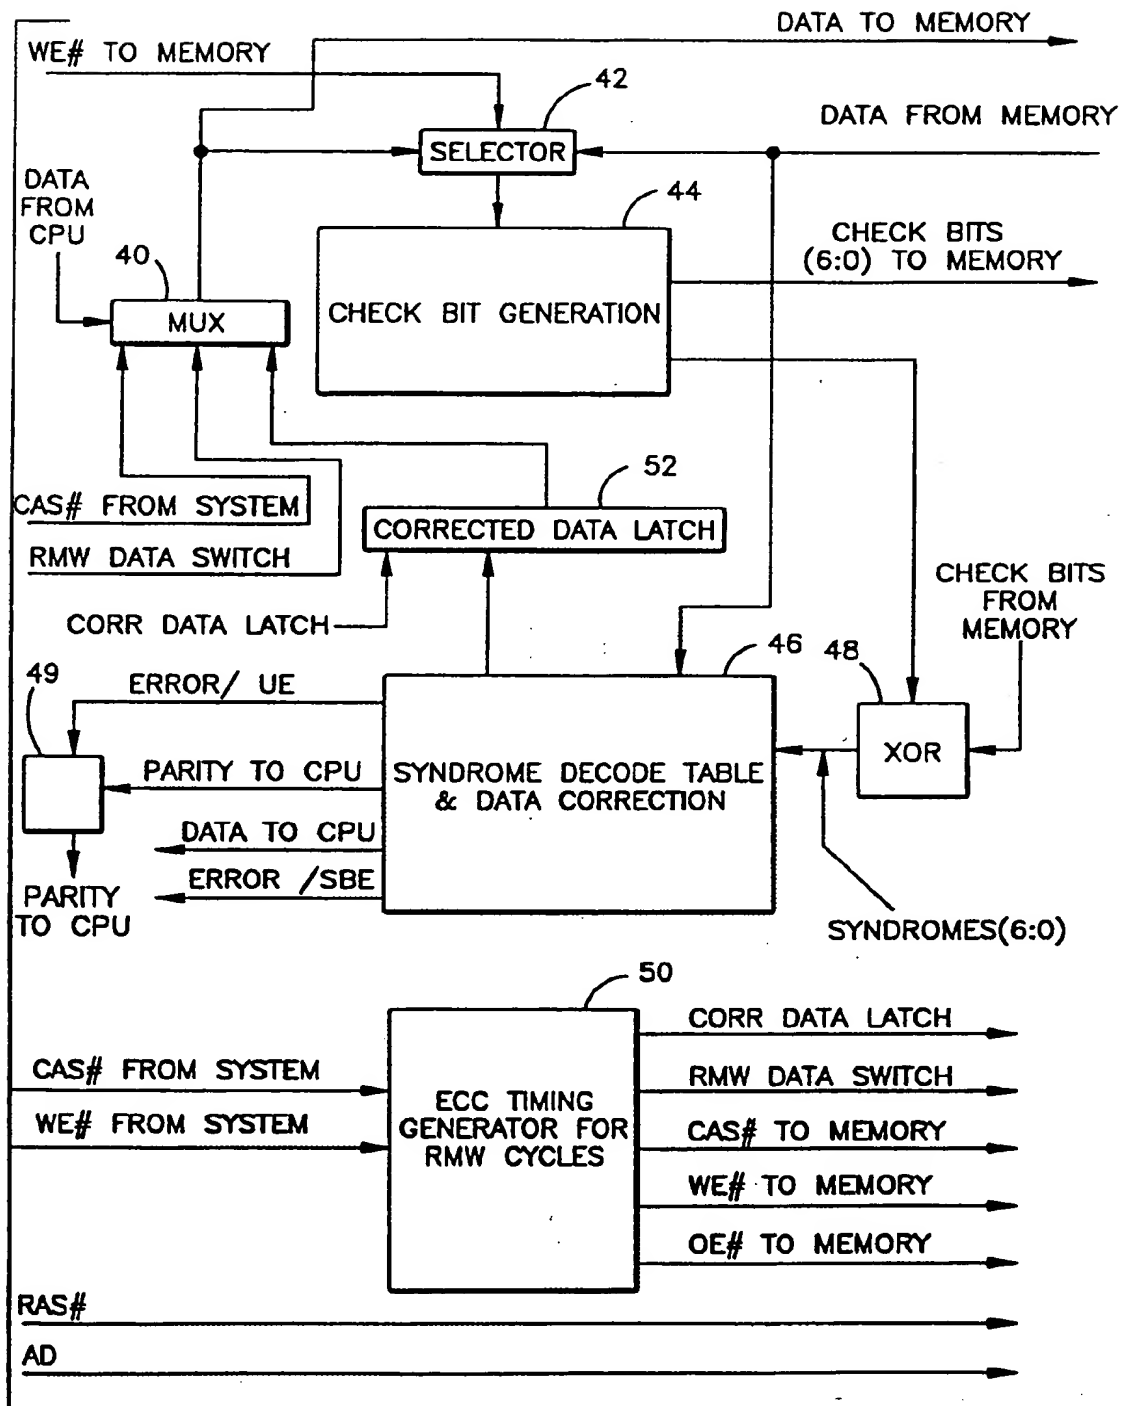 DATA TO MEMORY
WE# TO MEMORY
42
DATA FROM MEMORY
SELECTOR
DATA
FROM
CPU
44
CHECK BITS
(6:0) TO MEMORY
40
MUX
CHECK BIT GENERATION
52
CAS# FROM SYSTEM
CORRECTED DATA LATCH
RMW DATA SWITCH
CHECK BITS
FROM
MEMORY
CORR DATA LATCH
46
48
49
ERROR/ UE
XOR
PARITY TO CPU
SYNDROME DECODE TABLE
& DATA CORRECTION
DATA TO CPU
ERROR /SBE
PARITY
TO CPU
SYNDROMES(6:0)
50
CORR DATA LATCH
CAS# FROM SYSTEM
RMW DATA SWITCH
ECC TIMING
GENERATOR FOR
RMW CYCLES
WE# FROM SYSTEM
CAS# TO MEMORY
WE# TO MEMORY
OE# TO MEMORY
RAS#
AD